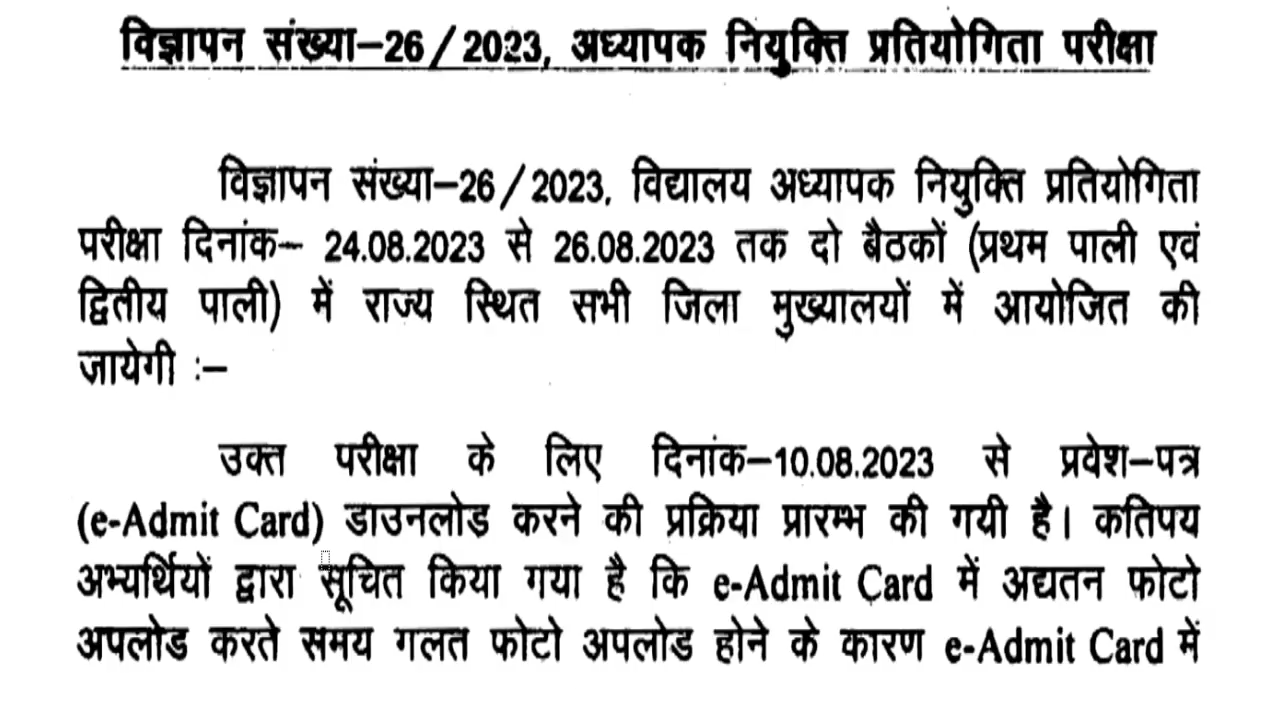 विज्ञापन संख्या–26/2023, अध्यापक नियुक्ति प्रतियोगिता परीक्षा
विज्ञापन संख्या–26/2023, विद्यालय अध्यापक नियुक्ति प्रतियोगिता
परीक्षा दिनांक– 24.08.2023 से 26.08.2023 तक दो बैठकों (प्रथम पाली एवं
द्वितीय पाली) में राज्य स्थित सभी जिला मुख्यालयों में आयोजित की
जायेगी :–
उक्त परीक्षा के लिए दिनांक–10.08.2023 से प्रवेश–पत्र
(e-Admit Card) डाउनलोड करने की प्रक्रिया प्रारम्भ की गयी है। कतिपय
अभ्यर्थियों द्वारा सूचित किया गया है कि e-Admit Card में अद्यतन फोटो
अपलोड करते समय गलत फोटो अपलोड होने के कारण e-Admit Card में